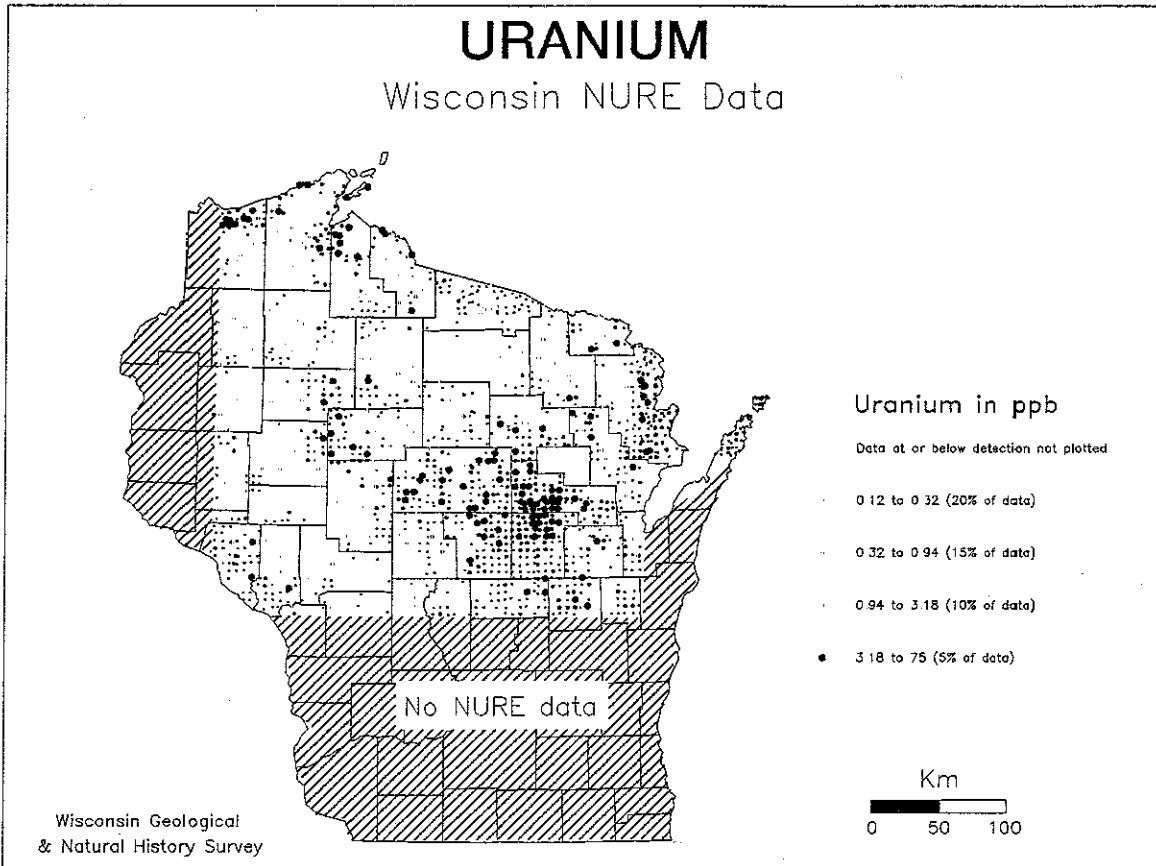 URANIUM
Wisconsin NURE Data
Uranium in ppb
Data at or below detection not plotted
0.12 to 0.32 (20% of data)
0.32 to 0.94 (15% of data)
0.94 to 3.18 (10% of data)
3.18 to 75 (5% of data)
No NURE data
Km
0 50 100
Wisconsin Geological
& Natural History Survey